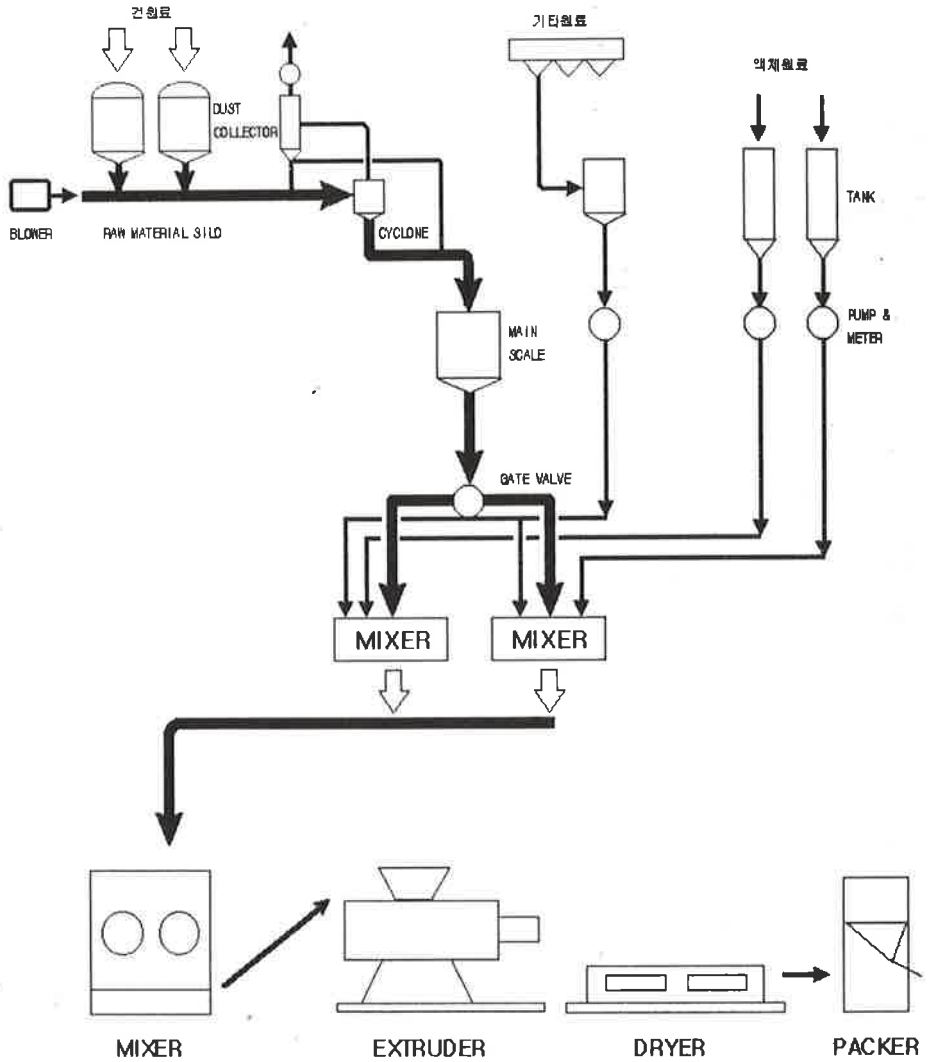 건원료
기타원료
액체원료
DUST
COLLECTOR
TANK
BLOWER
RAW MATERIAL SILO
CYCLONE
MAIN
SCALE
PUMP &
METER
GATE VALVE
MIXER
MIXER
MIXER
EXTRUDER
DRYER
PACKER